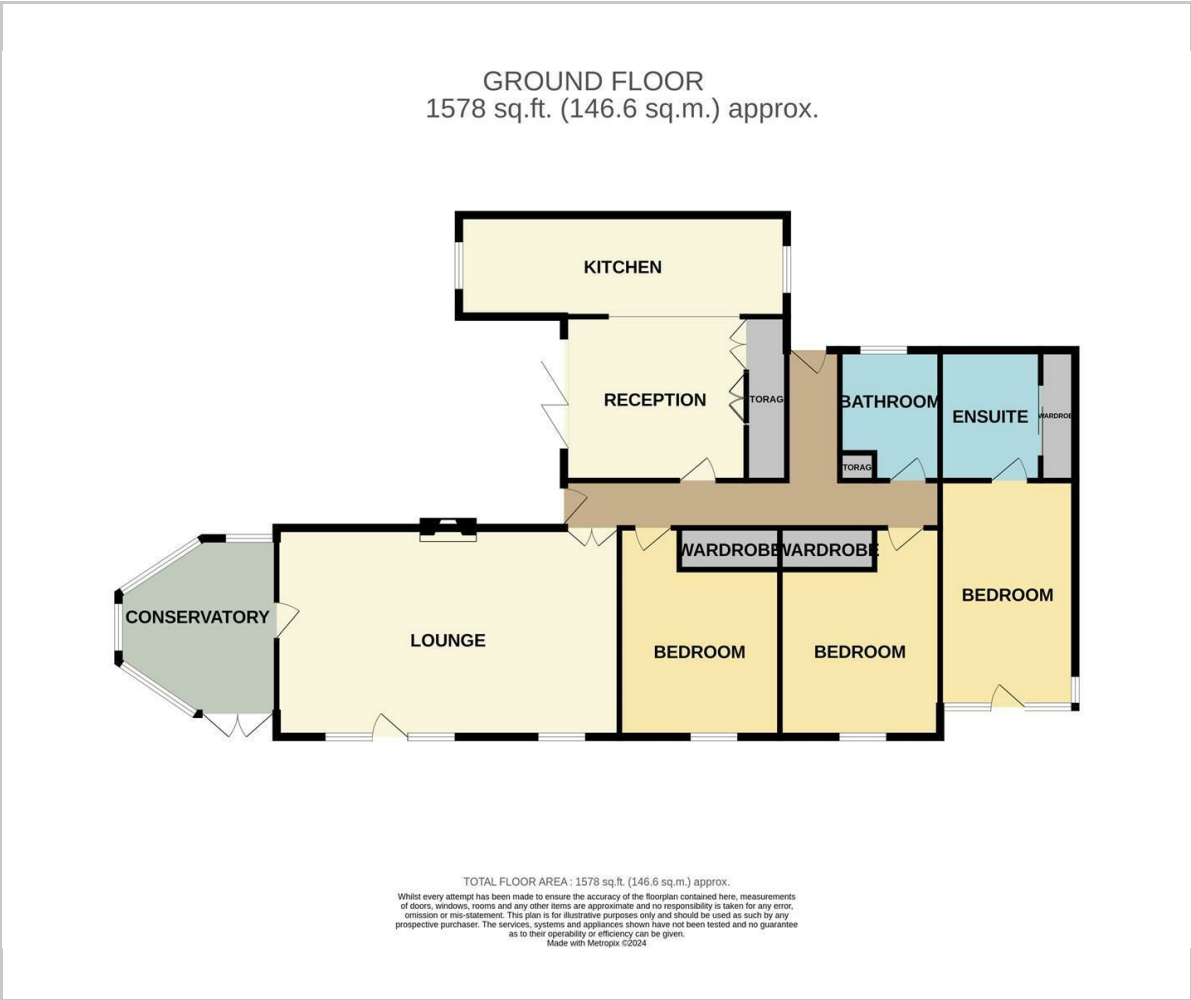 GROUND FLOOR
1578 sq.ft. (146.6 sq.m.) approx.
KITCHEN
RECEPTION
TORAG
BATHROOM
ENSUITE
WARDROBE
TORAG
WARDROBE
WARDROBE
BEDROOM
CONSERVATORY
LOUNGE
BEDROOM
BEDROOM
TOTAL FLOOR AREA : 1578 sq.ft. (146.6 sq.m.) approx.
Whilst every attempt has been made to ensure the accuracy of the floorplan contained here, measurements
of doors, windows, rooms and any other items are approximate and no responsibility is taken for any error,
omission or mis-statement. This plan is for illustrative purposes only and should be used as such by any
prospective purchaser. The services, systems and appliances shown have not been tested and no guarantee
as to their operability or efficiency can be given.
Made with Metropix ©2024